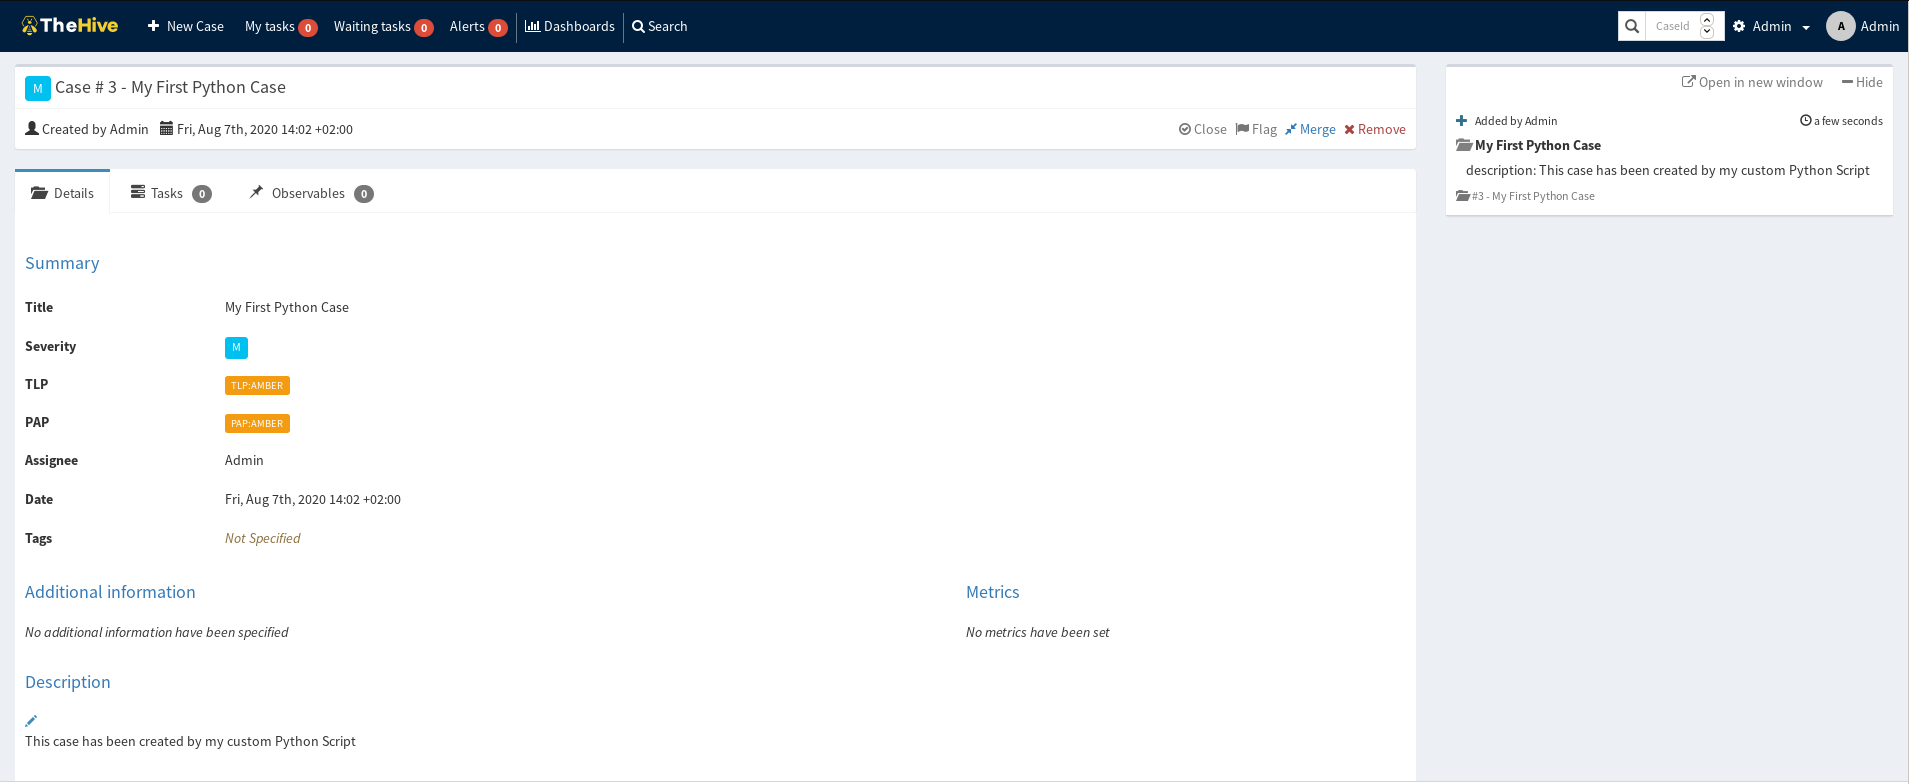 TheHive New Case My tasks 0 Waiting tasks 0 Alerts 0 Dashboards Search CaseId Admin A Admin
M Case # 3 - My First Python Case
Created by Admin Fri, Aug 7th, 2020 14:02 +02:00 Close Flag Merge Remove
Details Tasks 0 Observables 0
Summary
Title My First Python Case
Severity M
TLP TLP:AMBER
PAP PAP:AMBER
Assignee Admin
Date Fri, Aug 7th, 2020 14:02 +02:00
Tags Not Specified
Additional information
No additional information have been specified
Metrics
No metrics have been set
Description
This case has been created by my custom Python Script
Open in new window Hide
Added by Admin a few seconds
My First Python Case
description: This case has been created by my custom Python Script
#3 - My First Python Case